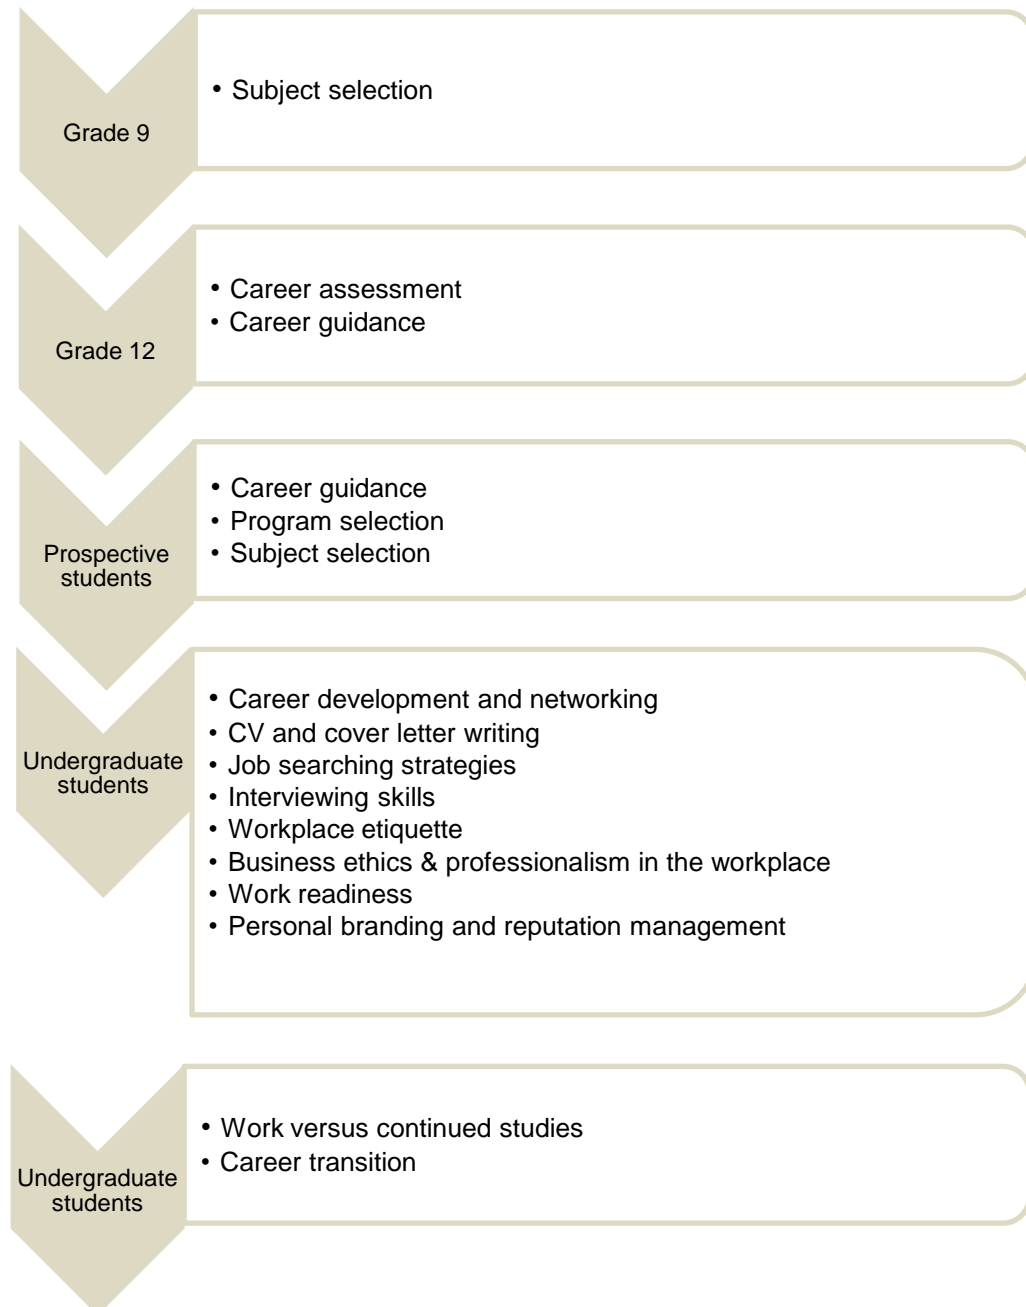 Grade 9
• Subject selection
Grade 12
• Career assessment
• Career guidance
Prospective
students
• Career guidance
• Program selection
• Subject selection
Undergraduate
students
• Career development and networking
• CV and cover letter writing
• Job searching strategies
• Interviewing skills
• Workplace etiquette
• Business ethics & professionalism in the workplace
• Work readiness
• Personal branding and reputation management
Undergraduate
students
• Work versus continued studies
• Career transition